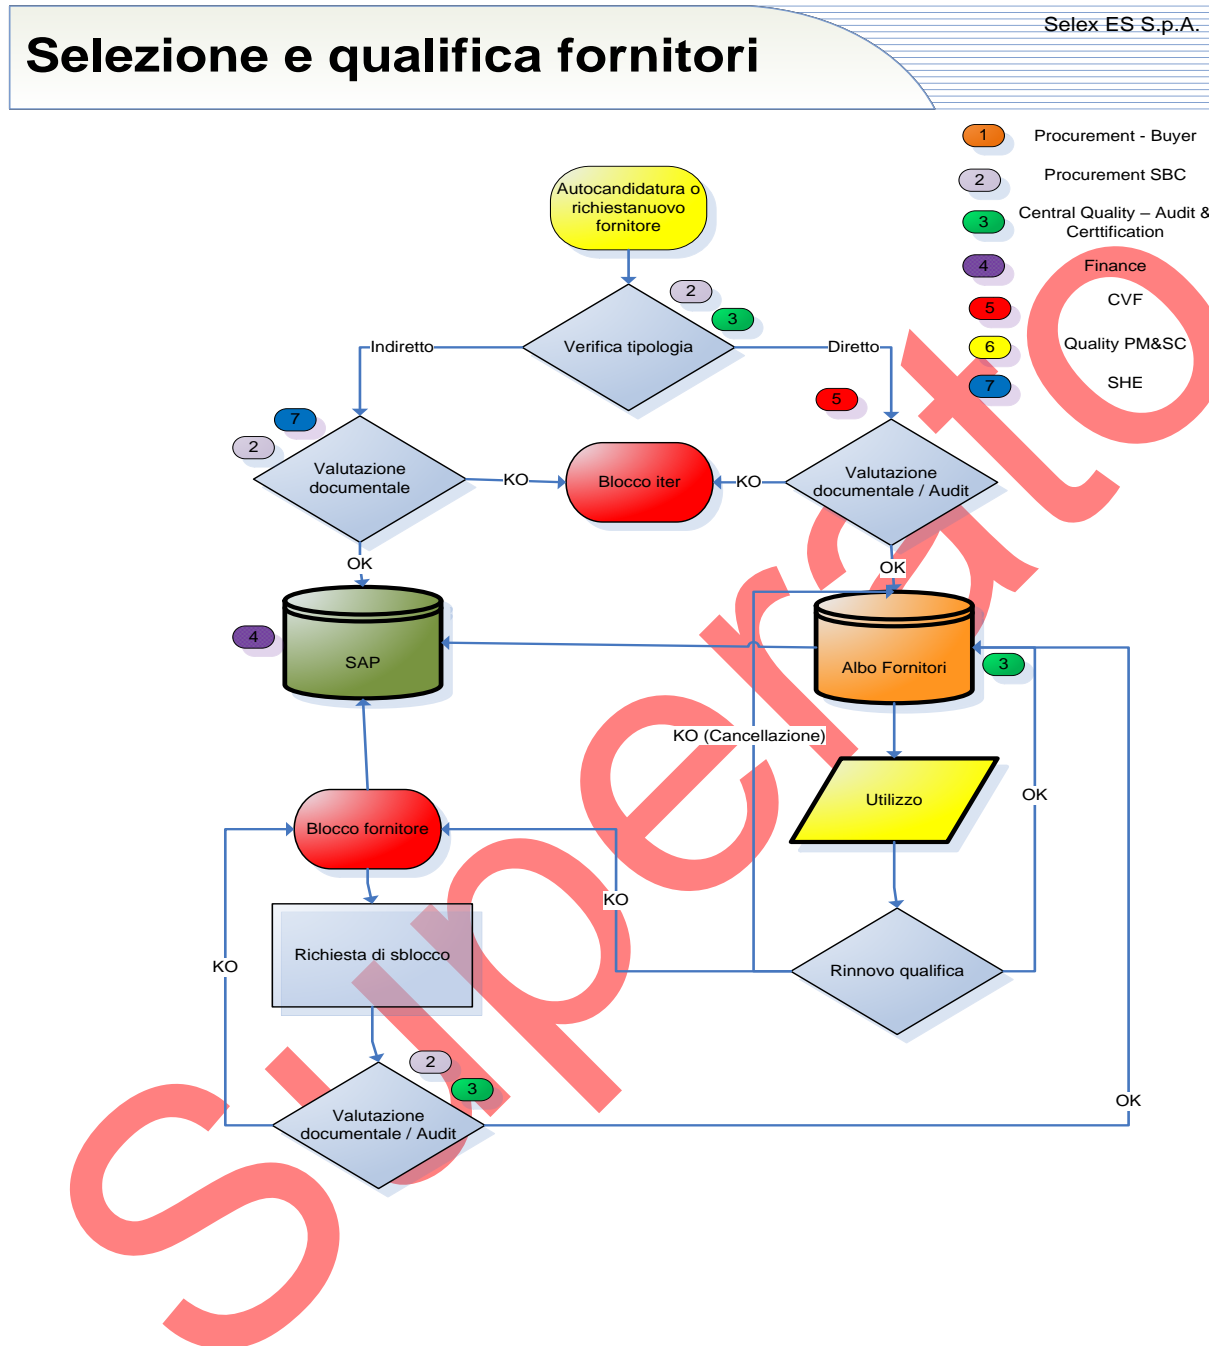 Selex ES S.p.A.
Selezione e qualifica fornitori
1 Procurement - Buyer
2 Procurement SBC
3 Central Quality – Audit &
Certtification
4 Finance
5 CVF
6 Quality PM&SC
7 SHE
Autocandidatura o
richiestanuovo
fornitore
2
3
Verifica tipologia
Indiretto
Diretto
5
7
2
Valutazione
documentale
KO
Blocco iter
KO
Valutazione
documentale / Audit
OK
OK
4
SAP
Albo Fornitori
3
KO (Cancellazione)
Utilizzo
OK
Blocco fornitore
KO
Richiesta di sblocco
KO
Rinnovo qualifica
2
3
Valutazione
documentale / Audit
OK
Superato